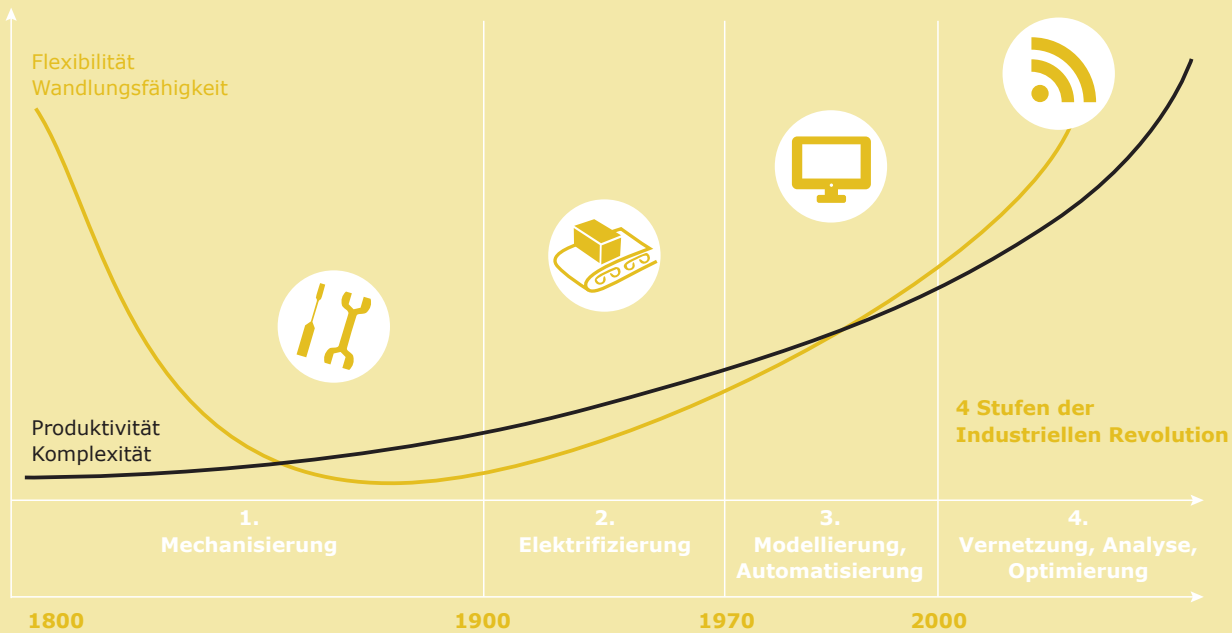 Flexibilität
Wandlungsfähigkeit
Produktivität
Komplexität
4 Stufen der
Industriellen Revolution
1.
Mechanisierung
2.
Elektrifizierung
3.
Modellierung,
Automatisierung
4.
Vernetzung, Analyse,
Optimierung
1800
1900
1970
2000